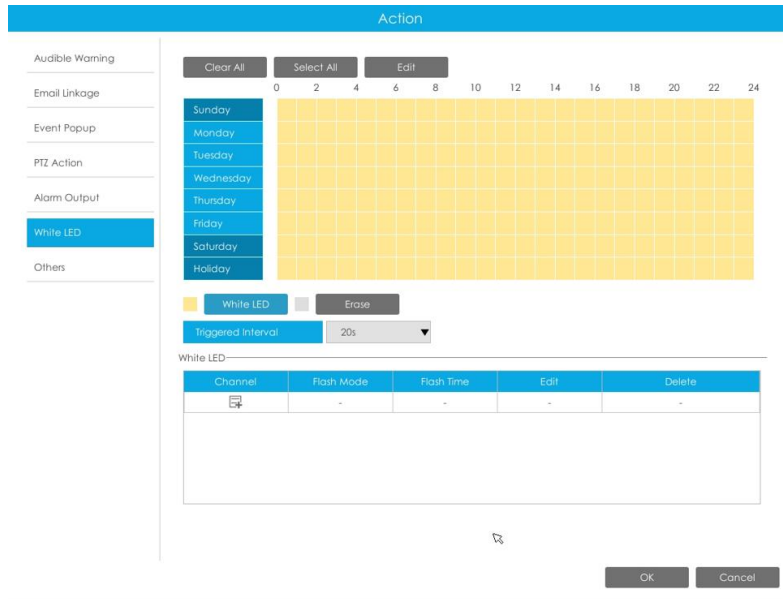 Action
Audible Warning
Email Linkage
Event Popup
PTZ Action
Alarm Output
White LED
Others
Clear All Select All Edit
0 2 4 6 8 10 12 14 16 18 20 22 24
Sunday
Monday
Tuesday
Wednesday
Thursday
Friday
Saturday
Holiday
White LED Erase
Triggered Interval 20s
White LED
Channel Flash Mode Flash Time Edit Delete
- - - -
OK Cancel